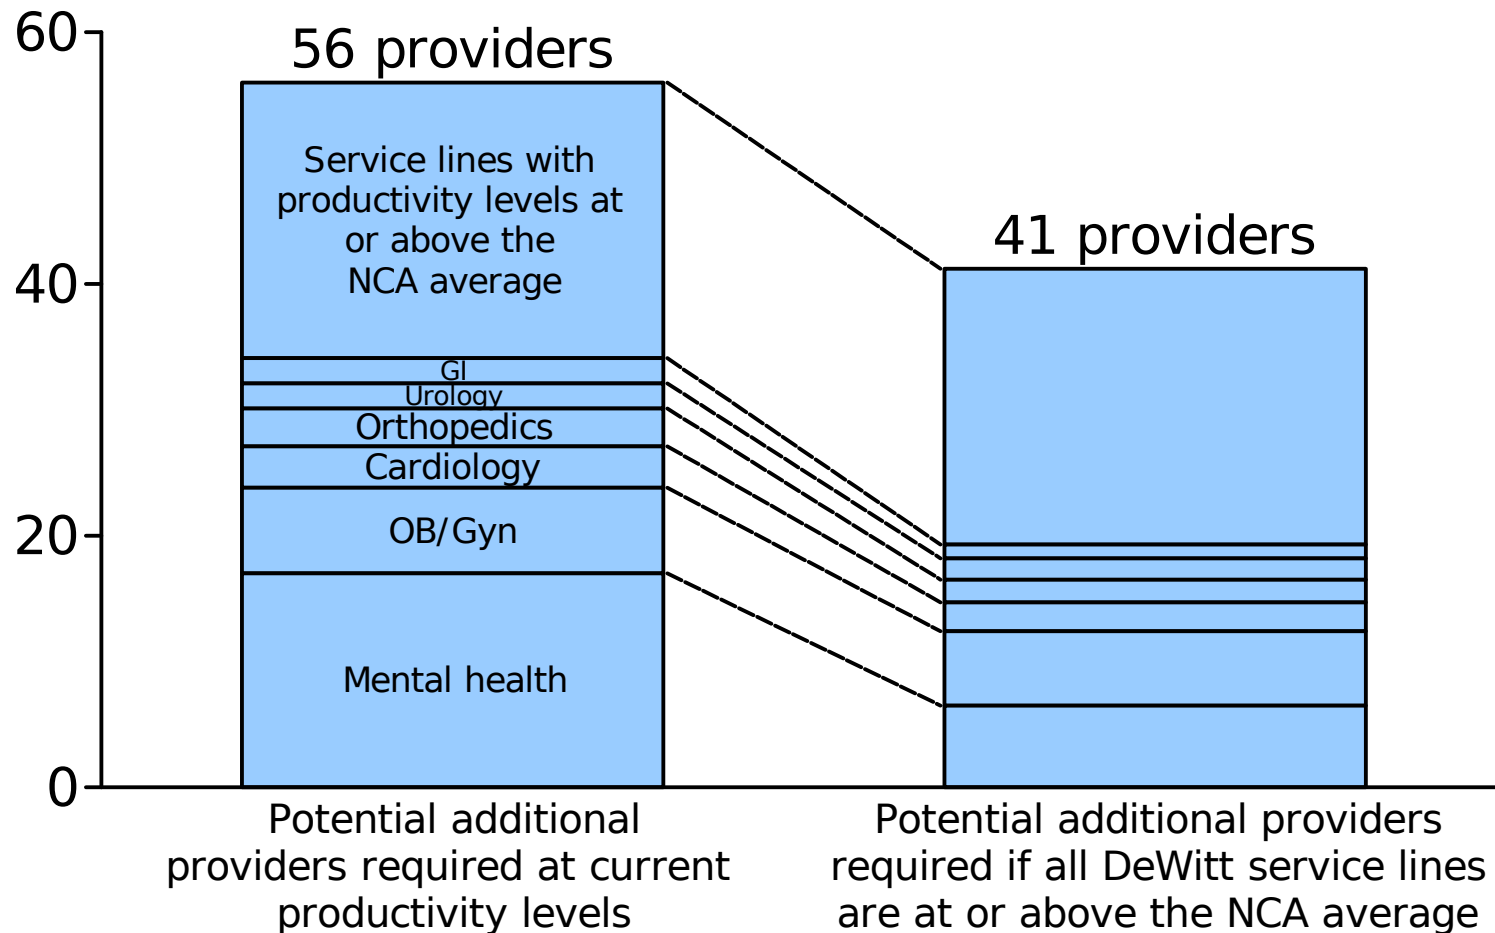 60
56 providers
Service lines with
productivity levels at
or above the
NCA average
41 providers
40
GI
Urology
Orthopedics
Cardiology
20
OB/Gyn
Mental health
0
Potential additional
providers required at current
productivity levels
Potential additional providers
required if all DeWitt service lines
are at or above the NCA average